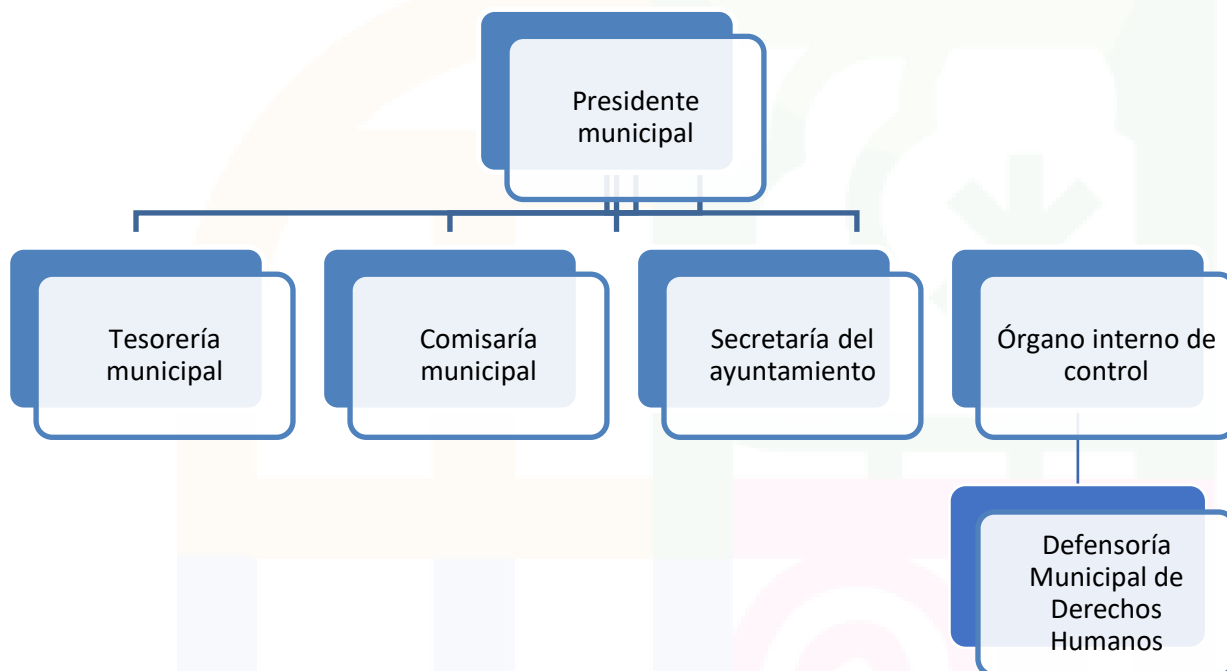 Presidente
municipal
Tesorería
municipal
Comisaría
municipal
Secretaría del
ayuntamiento
Órgano interno de
control
Defensoría
Municipal de
Derechos
Humanos